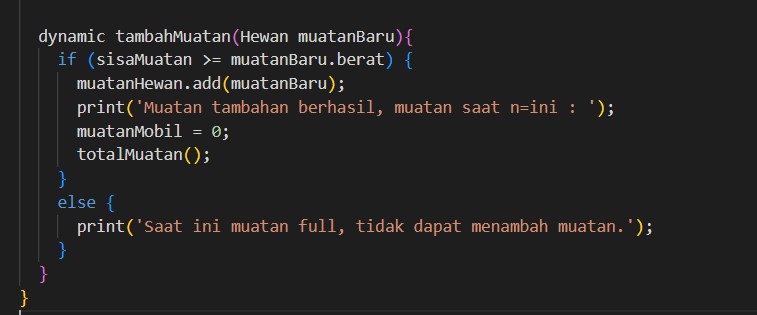 dynamic tambahMuatan(Hewan muatanBaru){
if (sisaMuatan >= muatanBaru.berat) {
muatanHewan.add(muatanBaru);
print('Muatan tambahan berhasil, muatan saat n=ini : ');
muatanMobil = 0;
totalMuatan();
}
else {
print('Saat ini muatan full, tidak dapat menambah muatan.');
}
}
}